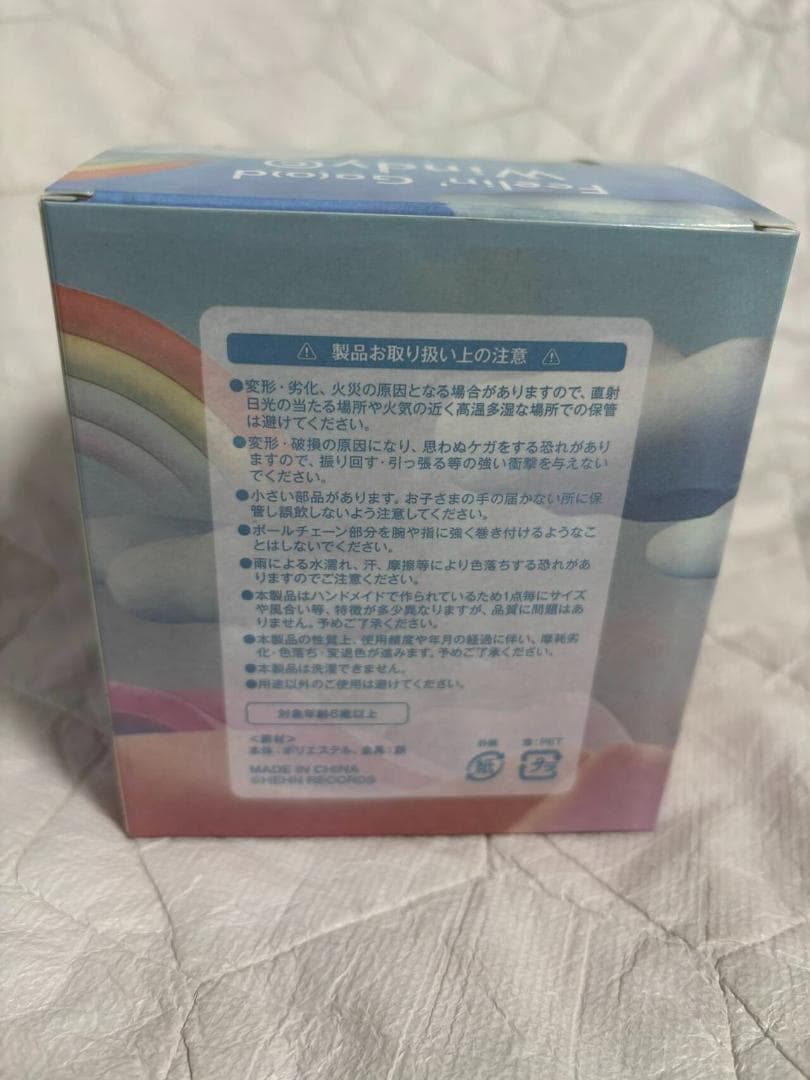 Feelin' Go(o)d
Windy
⚠ 製品お取り扱い上の注意 ⚠
●変形・劣化、火災の原因となる場合がありますので、直射
日光の当たる場所や火気の近く高温多湿な場所での保管
は避けてください。
●変形・破損の原因になり、思わぬケガをする恐れがあり
ますので、振り回す・引っ張る等の強い衝撃を与えない
でください。
●小さい部品があります。お子さまの手の届かない所に保
管し誤飲しないよう注意してください。
●ボールチェーン部分を腕や指に強く巻き付けるようなこ
とはしないでください。
●雨による水濡れ、汗、摩擦等により色落ちする恐れがあ
りますのでご注意ください。
●本製品はハンドメイドで作られているため1点毎にサイズ
や風合い等、特徴が多少異なりますが、品質に問題はあ
りません。予めご了承ください。
●本製品の性質上、使用頻度や年月の経過に伴い、摩耗劣
化・色落ち・変退色が進みます。予めご了承ください。
●本製品は洗濯できません。
●用途以外のご使用は避けてください。
対象年齢6歳以上
＜素材＞
本体：ポリエステル、金具：鉄
MADE IN CHINA
©HEHN RECORDS
外装
紙
窓：PET
プラ